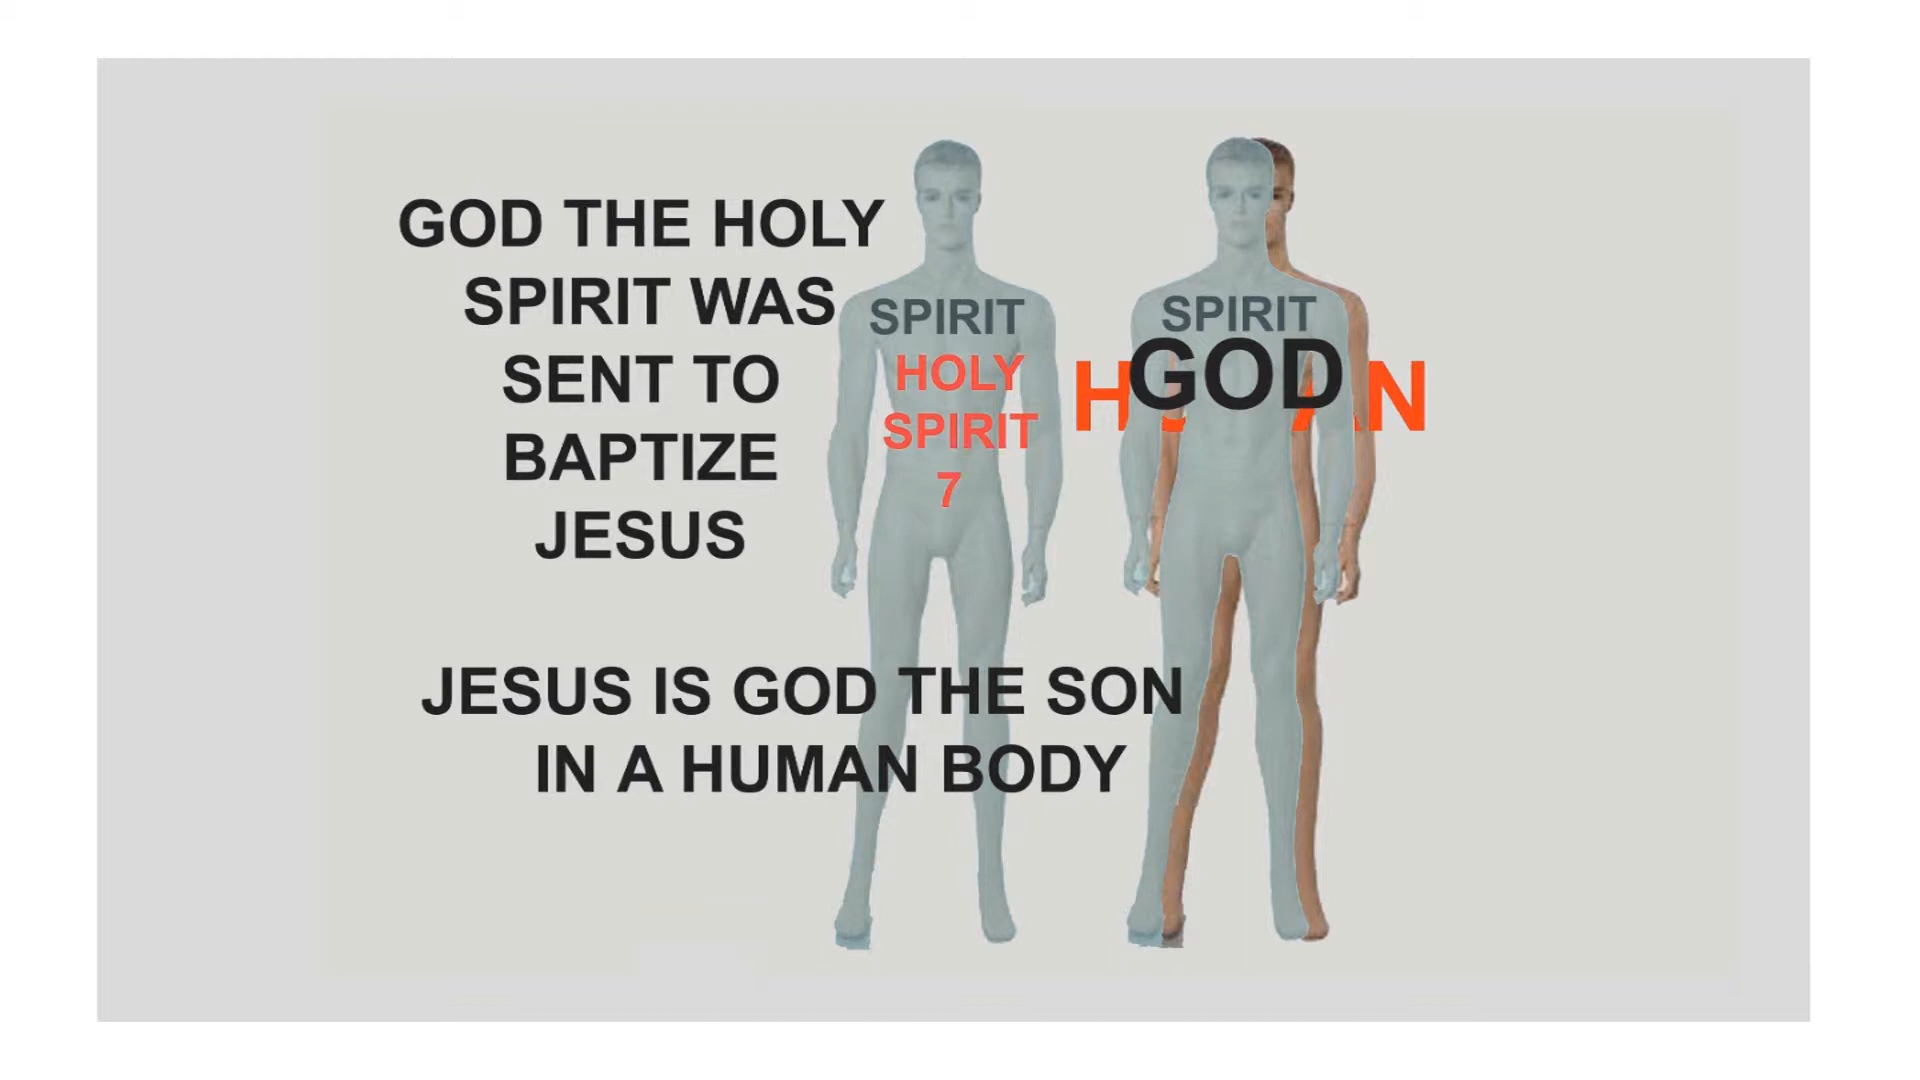 GOD THE HOLY
SPIRIT WAS
SENT TO
BAPTIZE
JESUS
SPIRIT
HOLY
SPIRIT
7
SPIRIT
GOD
HUMAN
JESUS IS GOD THE SON
IN A HUMAN BODY